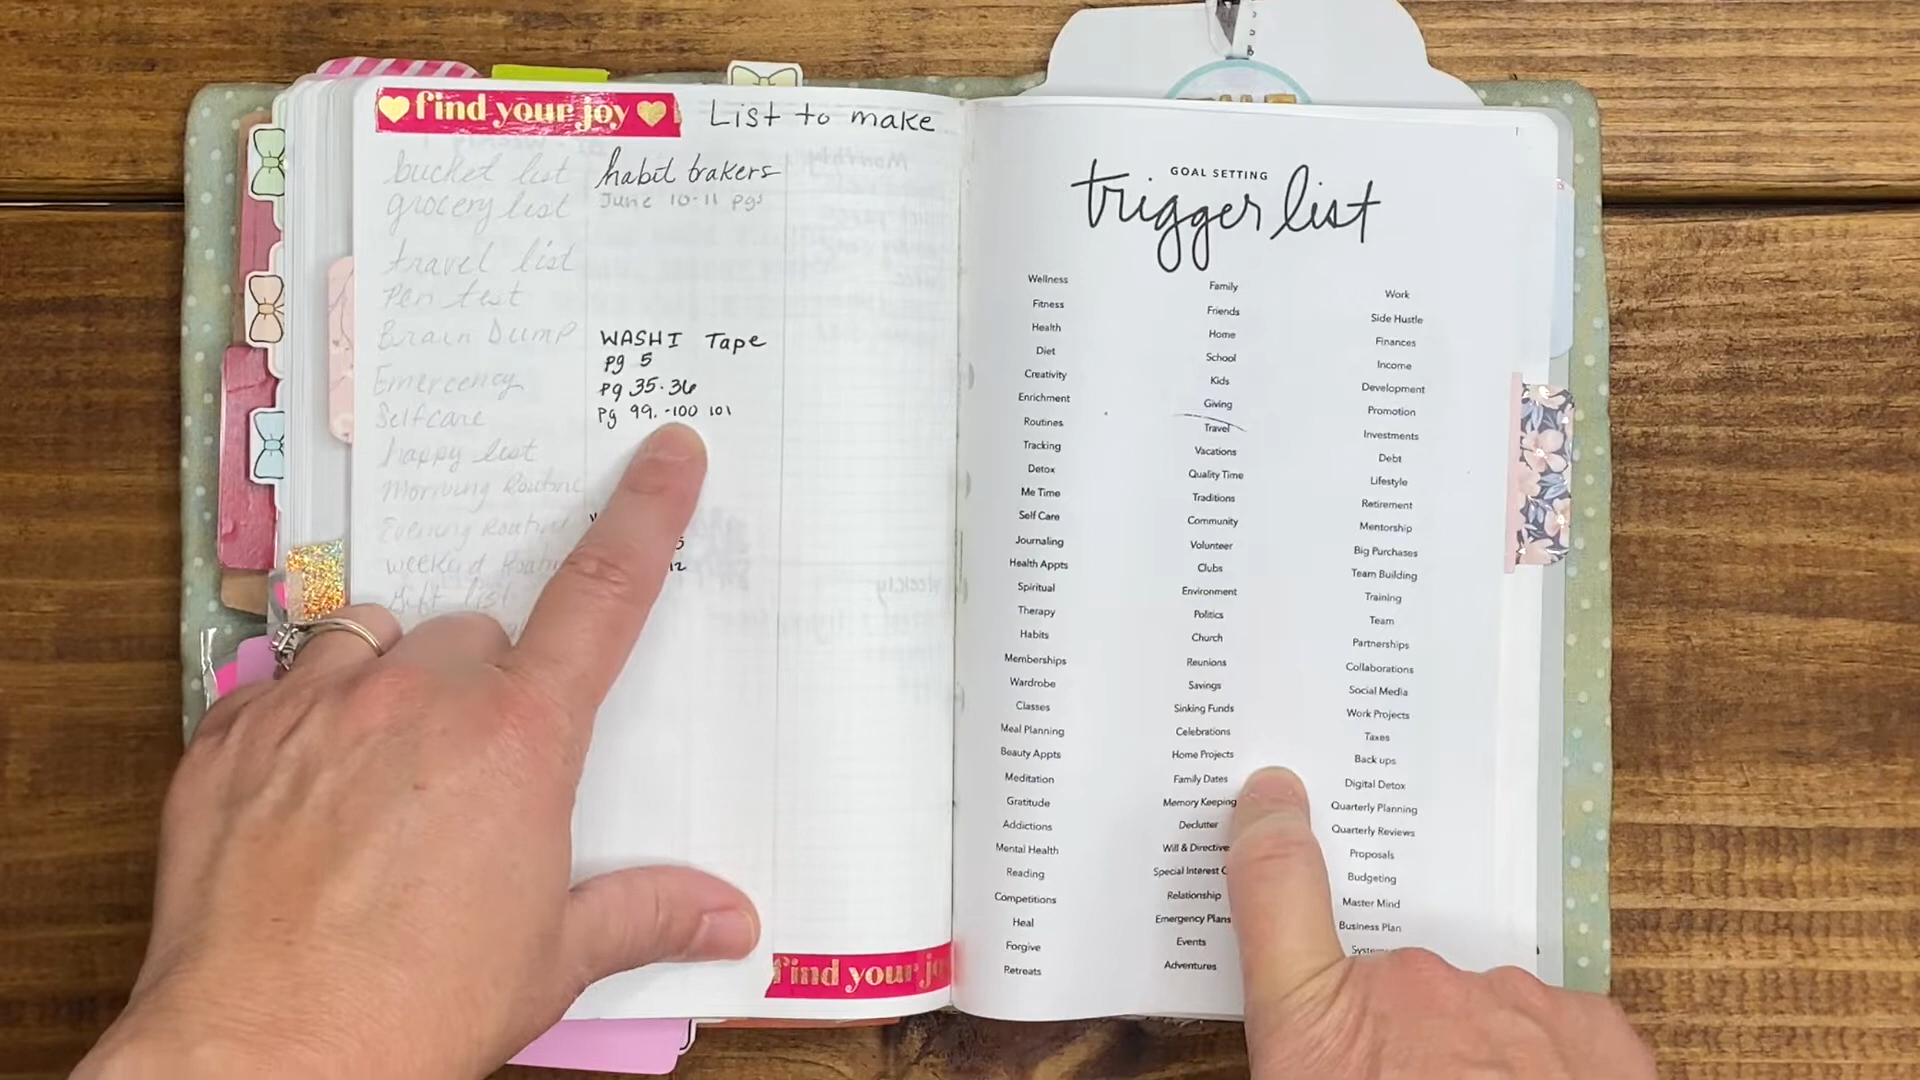 find your joy
List to make
bucket list
grocery list
travel list
Pen test
Brain Dump
Emergency
Selfcare
happy list
Morning Routine
Evening Routine
Gift list
habit trakers
June 10-11 pgs
WASHI Tape
pg 5
pg 35-36
pg 99.-100 101
5
12
find your jo
GOAL SETTING
trigger list
Wellness
Fitness
Health
Diet
Creativity
Enrichment
Routines
Tracking
Detox
Me Time
Self Care
Journaling
Health Appts
Spiritual
Therapy
Habits
Memberships
Wardrobe
Classes
Meal Planning
Beauty Appts
Meditation
Gratitude
Addictions
Mental Health
Reading
Competitions
Heal
Forgive
Retreats
Family
Friends
Home
School
Kids
Giving
Travel
Vacations
Quality Time
Traditions
Community
Volunteer
Clubs
Environment
Politics
Church
Reunions
Savings
Sinking Funds
Celebrations
Home Projects
Family Dates
Memory Keeping
Declutter
Will & Directive
Special Interest
Relationship
Emergency Plans
Events
Adventures
Work
Side Hustle
Finances
Income
Development
Promotion
Investments
Debt
Lifestyle
Retirement
Mentorship
Big Purchases
Team Building
Training
Team
Partnerships
Collaborations
Social Media
Work Projects
Taxes
Back ups
Digital Detox
Quarterly Planning
Quarterly Reviews
Proposals
Budgeting
Master Mind
Business Plan